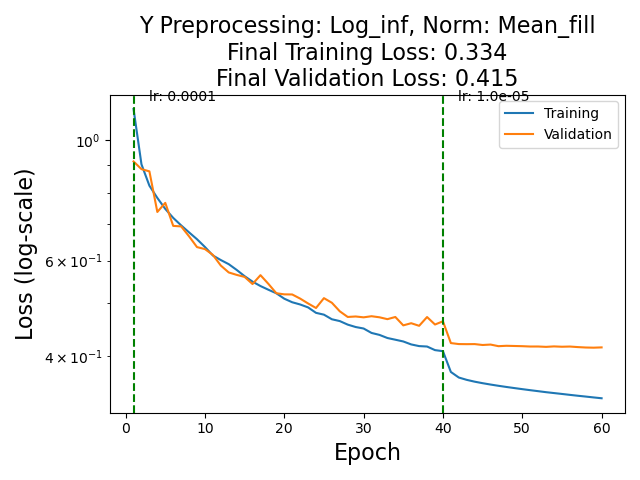 Y Preprocessing: Log_inf, Norm: Mean_fill
Final Training Loss: 0.334
Final Validation Loss: 0.415
lr: 0.0001
lr: 1.0e-05
Training
Validation
10⁰
6 × 10⁻¹
4 × 10⁻¹
Loss (log-scale)
0 10 20 30 40 50 60
Epoch